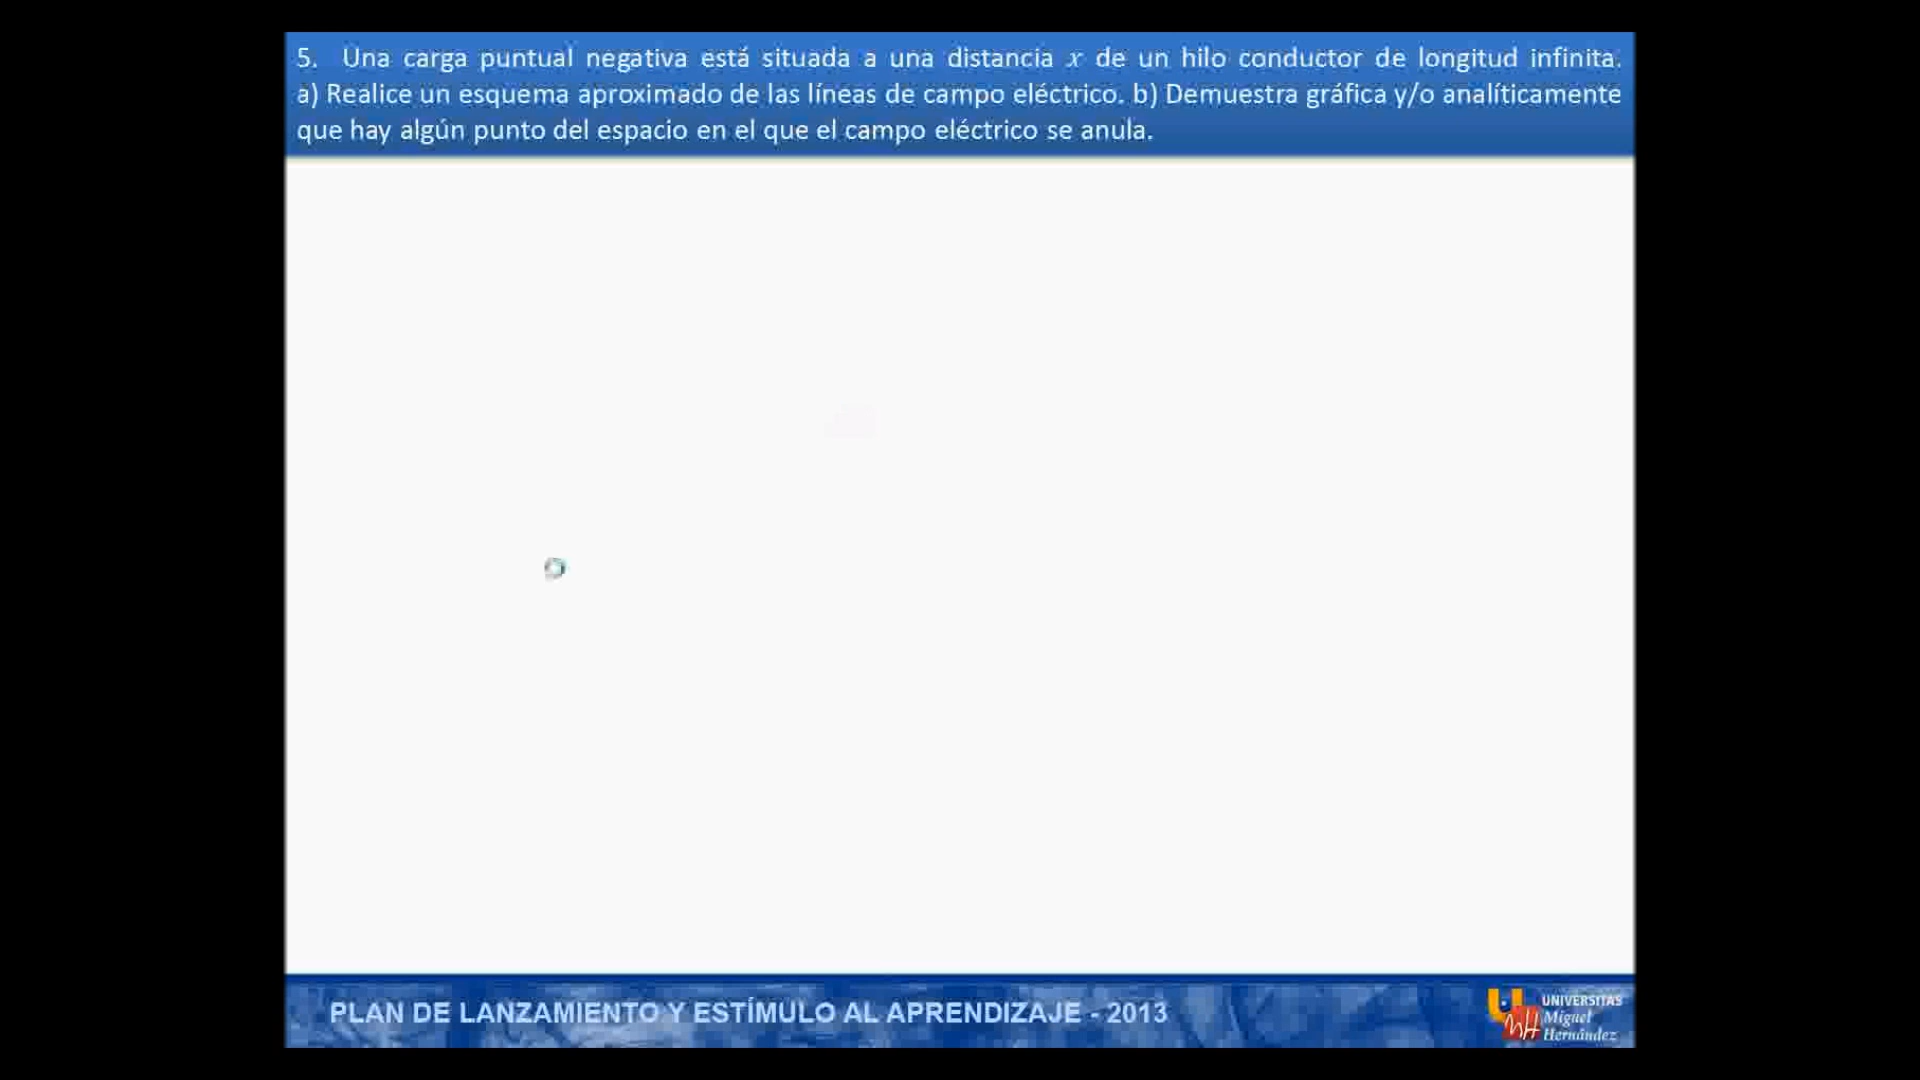 5. Una carga puntual negativa está situada a una distancia x de un hilo conductor de longitud infinita.
a) Realice un esquema aproximado de las líneas de campo eléctrico. b) Demuestra gráfica y/o analíticamente
que hay algún punto del espacio en el que el campo eléctrico se anula.
PLAN DE LANZAMIENTO Y ESTÍMULO AL APRENDIZAJE - 2013
UNIVERSITAS
Miguel
Hernández